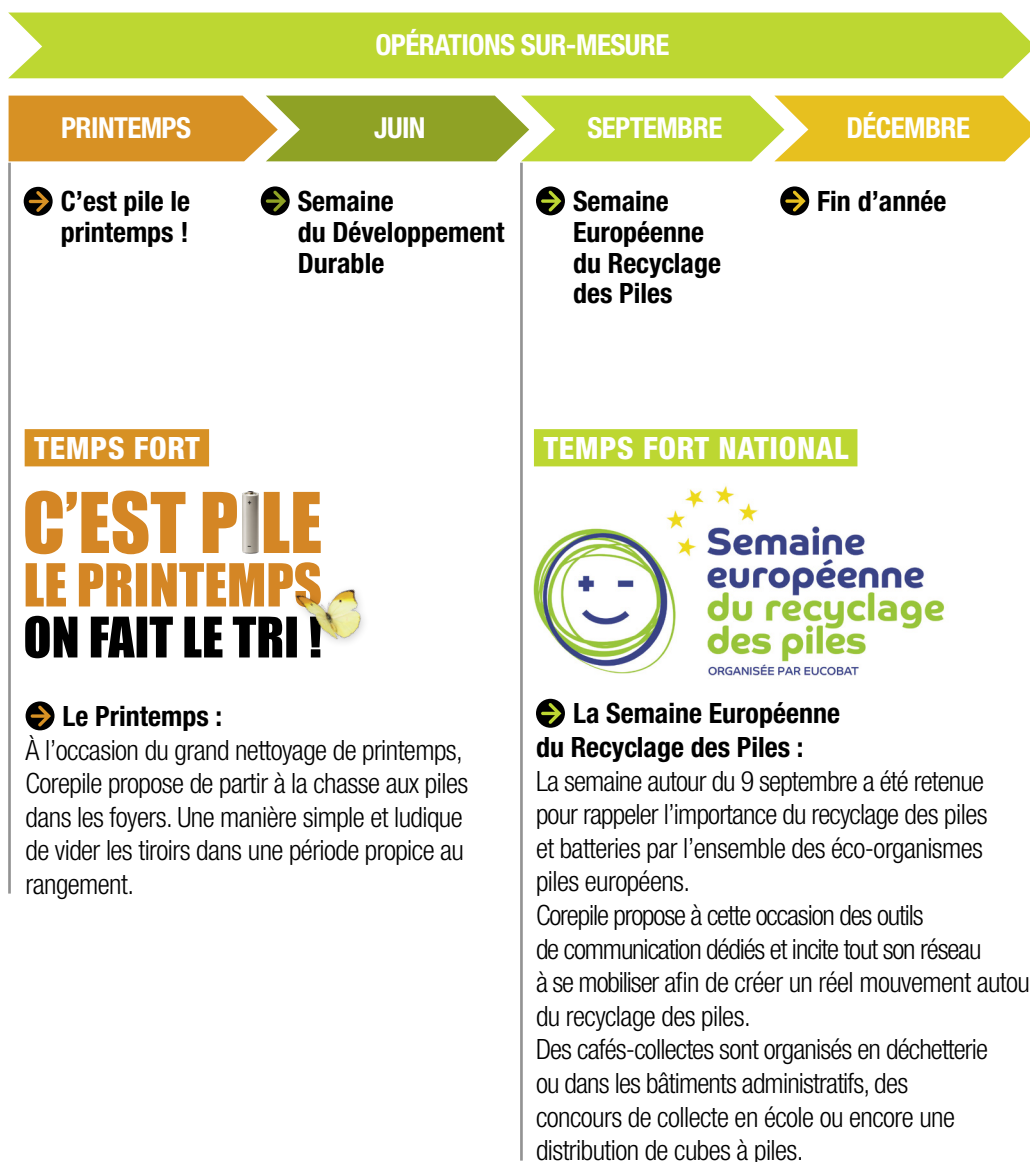 OPÉRATIONS SUR-MESURE
PRINTEMPS
JUIN
SEPTEMBRE
DÉCEMBRE
C'est pile le
printemps !
Semaine
du Développement
Durable
Semaine
Européenne
du Recyclage
des Piles
Fin d'année
TEMPS FORT
C'EST PILE
LE PRINTEMPS
ON FAIT LE TRI !
Le Printemps :
À l'occasion du grand nettoyage de printemps,
Corepile propose de partir à la chasse aux piles
dans les foyers. Une manière simple et ludique
de vider les tiroirs dans une période propice au
rangement.
TEMPS FORT NATIONAL
Semaine
européenne
du recyclage
des piles
ORGANISÉE PAR EUCOBAT
La Semaine Européenne
du Recyclage des Piles :
La semaine autour du 9 septembre a été retenue
pour rappeler l'importance du recyclage des piles
et batteries par l'ensemble des éco-organismes
piles européens.
Corepile propose à cette occasion des outils
de communication dédiés et incite tout son réseau
à se mobiliser afin de créer un réel mouvement autou
du recyclage des piles.
Des cafés-collectes sont organisés en déchetterie
ou dans les bâtiments administratifs, des
concours de collecte en école ou encore une
distribution de cubes à piles.